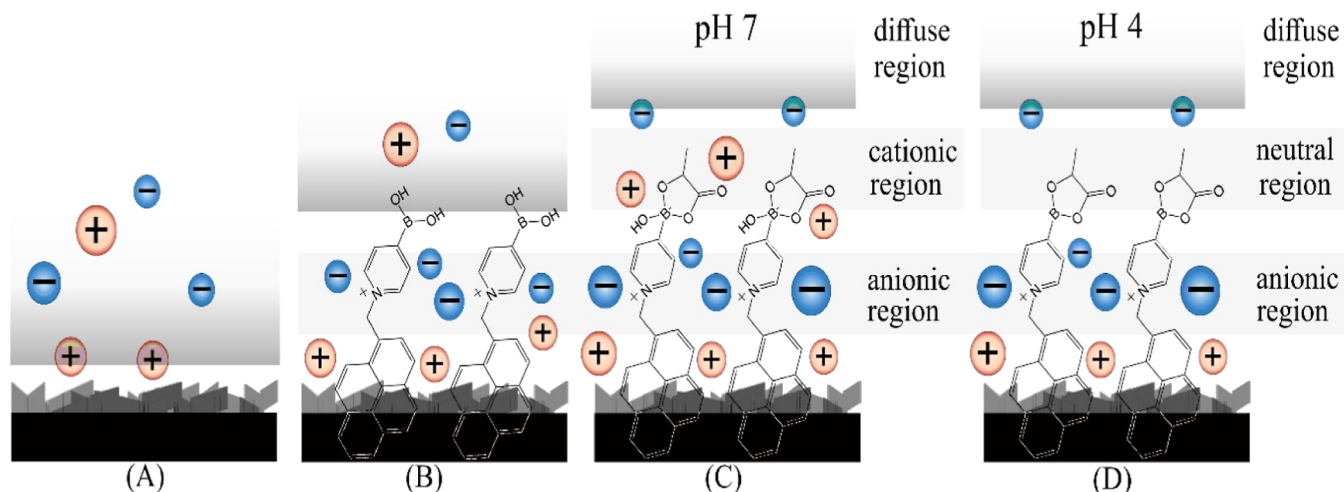 pH 7
diffuse
region
pH 4
diffuse
region
cationic
region
neutral
region
anionic
region
anionic
region
+
−
−
−
+
+
+
−
OH
B
OH
OH
B
OH
−
−
−
−
N
+
N
+
+
+
+
−
−
+
+
+
O
O
O
B
HO
O
O
O
B
HO
−
−
−
−
N
+
N
+
+
+
+
−
−
O
O
O
B
O
O
O
B
−
−
−
−
N
+
N
+
+
+
+
(A)
(B)
(C)
(D)